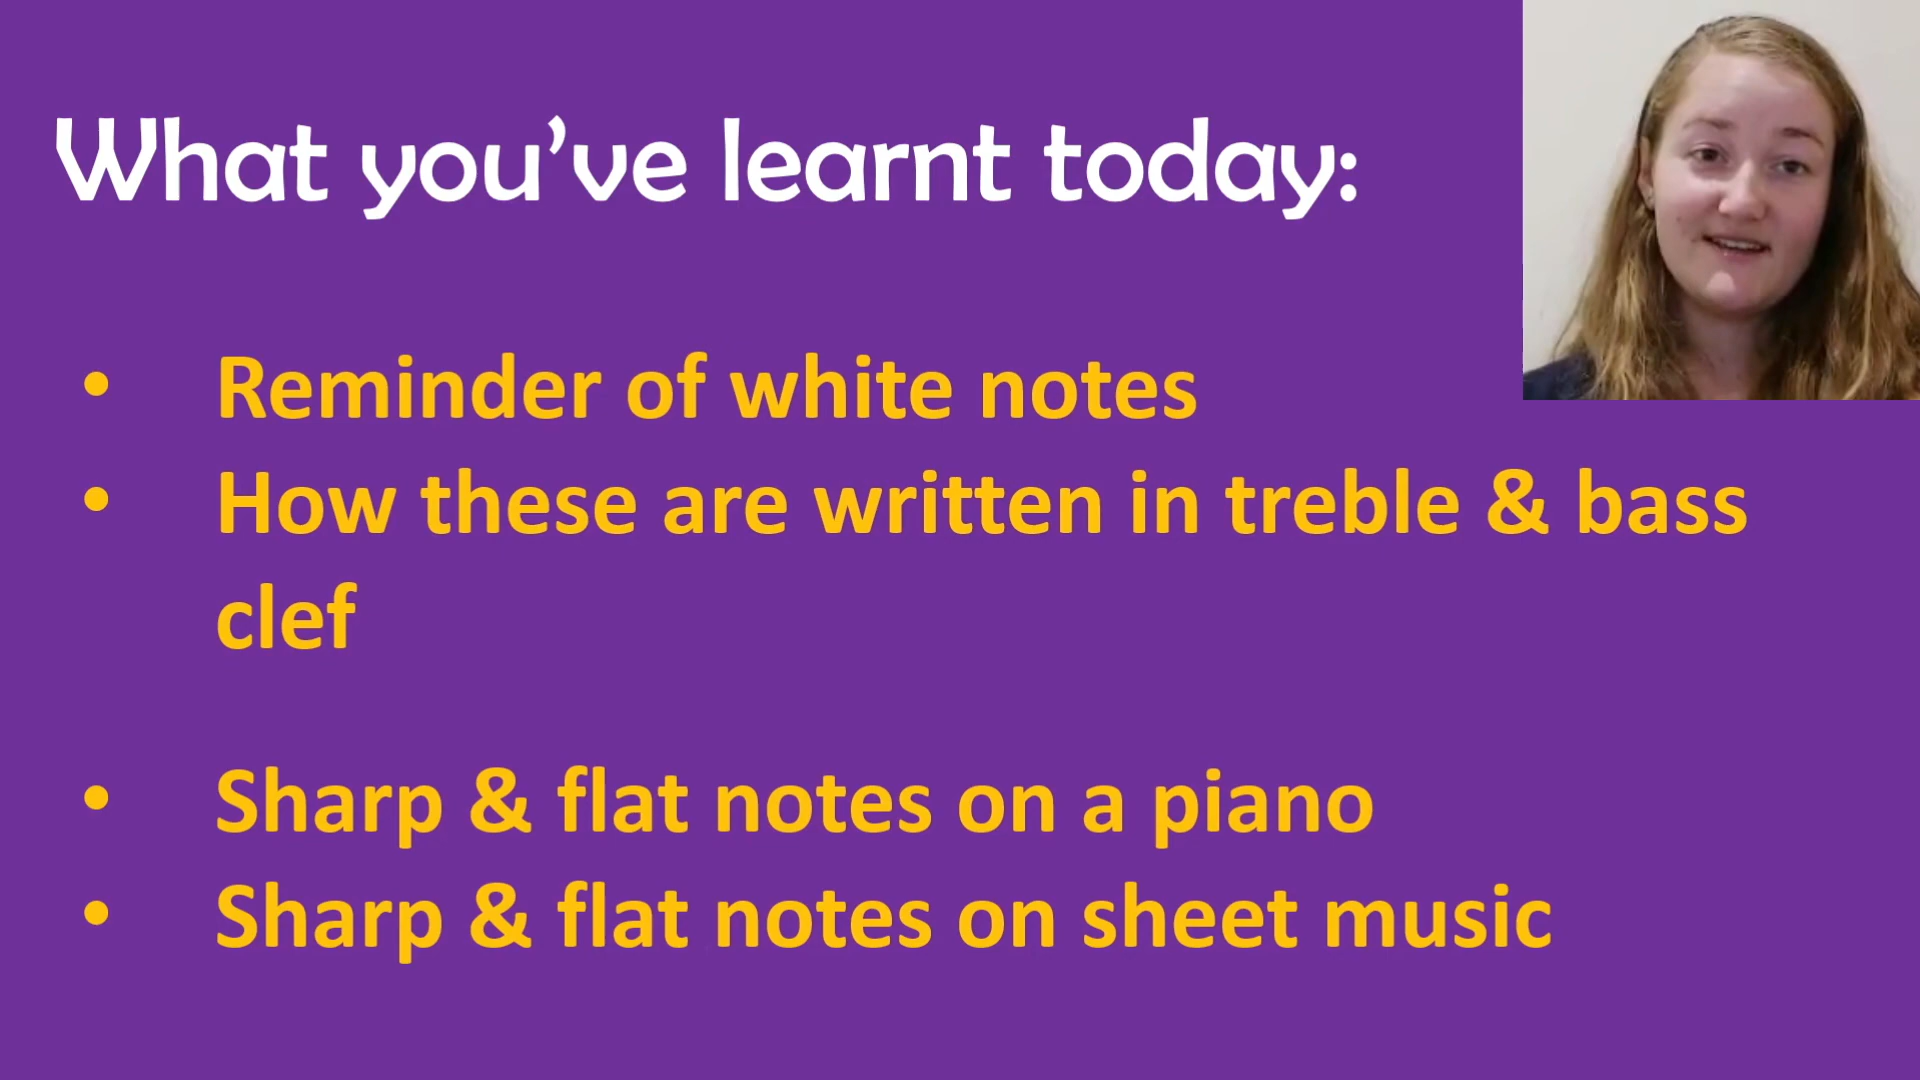 What you’ve learnt today:
• Reminder of white notes
• How these are written in treble & bass
clef
• Sharp & flat notes on a piano
• Sharp & flat notes on sheet music